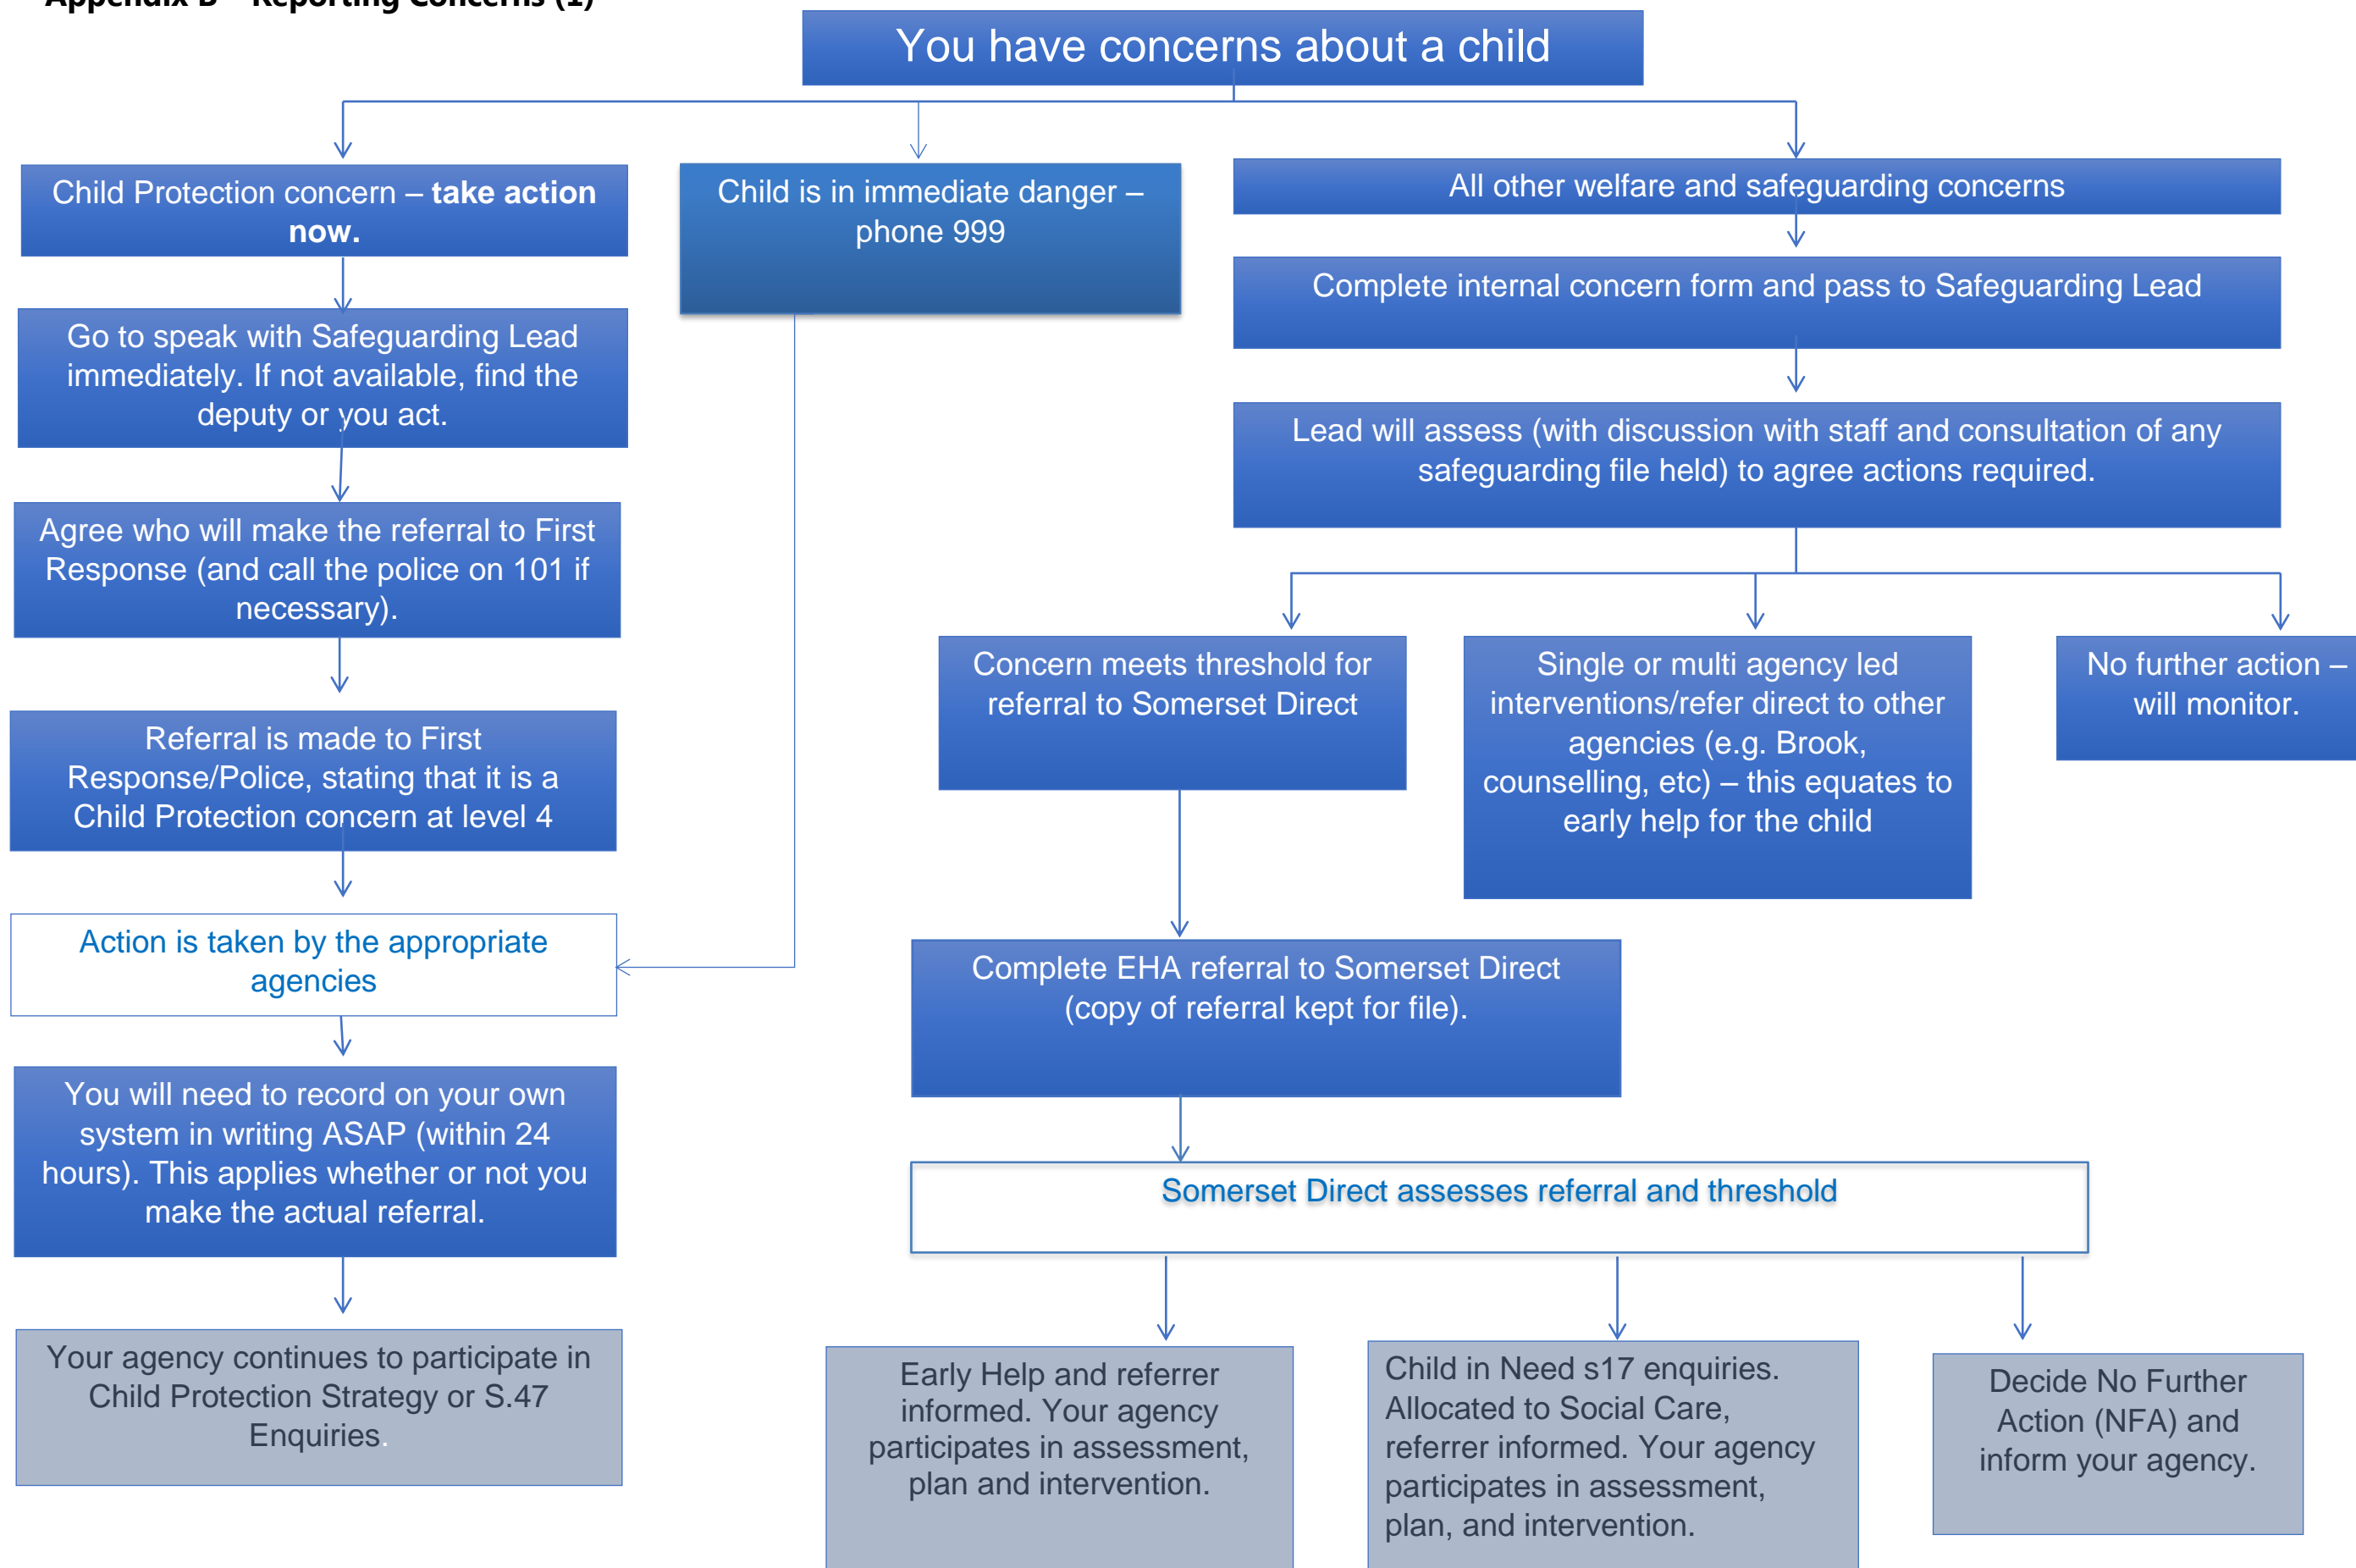 Appendix B – Reporting Concerns (1)
You have concerns about a child
Child Protection concern – take action
now.
Child is in immediate danger –
phone 999
All other welfare and safeguarding concerns
Go to speak with Safeguarding Lead
immediately. If not available, find the
deputy or you act.
Complete internal concern form and pass to Safeguarding Lead
Lead will assess (with discussion with staff and consultation of any
safeguarding file held) to agree actions required.
Agree who will make the referral to First
Response (and call the police on 101 if
necessary).
Concern meets threshold for
referral to Somerset Direct
Single or multi agency led
interventions/refer direct to other
agencies (e.g. Brook,
counselling, etc) – this equates to
early help for the child
No further action –
will monitor.
Referral is made to First
Response/Police, stating that it is a
Child Protection concern at level 4
Action is taken by the appropriate
agencies
Complete EHA referral to Somerset Direct
(copy of referral kept for file).
You will need to record on your own
system in writing ASAP (within 24
hours). This applies whether or not you
make the actual referral.
Somerset Direct assesses referral and threshold
Your agency continues to participate in
Child Protection Strategy or S.47
Enquiries.
Early Help and referrer
informed. Your agency
participates in assessment,
plan and intervention.
Child in Need s17 enquiries.
Allocated to Social Care,
referrer informed. Your agency
participates in assessment,
plan, and intervention.
Decide No Further
Action (NFA) and
inform your agency.